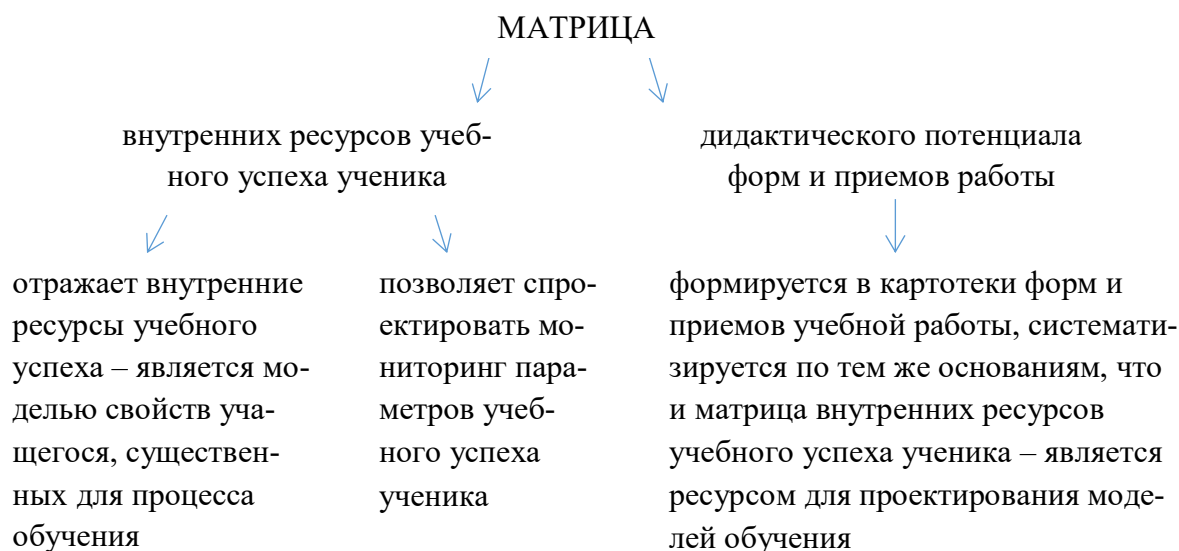 МАТРИЦА
внутренних ресурсов учеб-
ного успеха ученика
дидактического потенциала
форм и приемов работы
отражает внутренние
ресурсы учебного
успеха – является мо-
делью свойств уча-
щегося, существен-
ных для процесса
обучения
позволяет спро-
ектировать мо-
ниторинг пара-
метров учеб-
ного успеха
ученика
формируется в картотеки форм и
приемов учебной работы, системати-
зируется по тем же основаниям, что
и матрица внутренних ресурсов
учебного успеха ученика – является
ресурсом для проектирования моде-
лей обучения